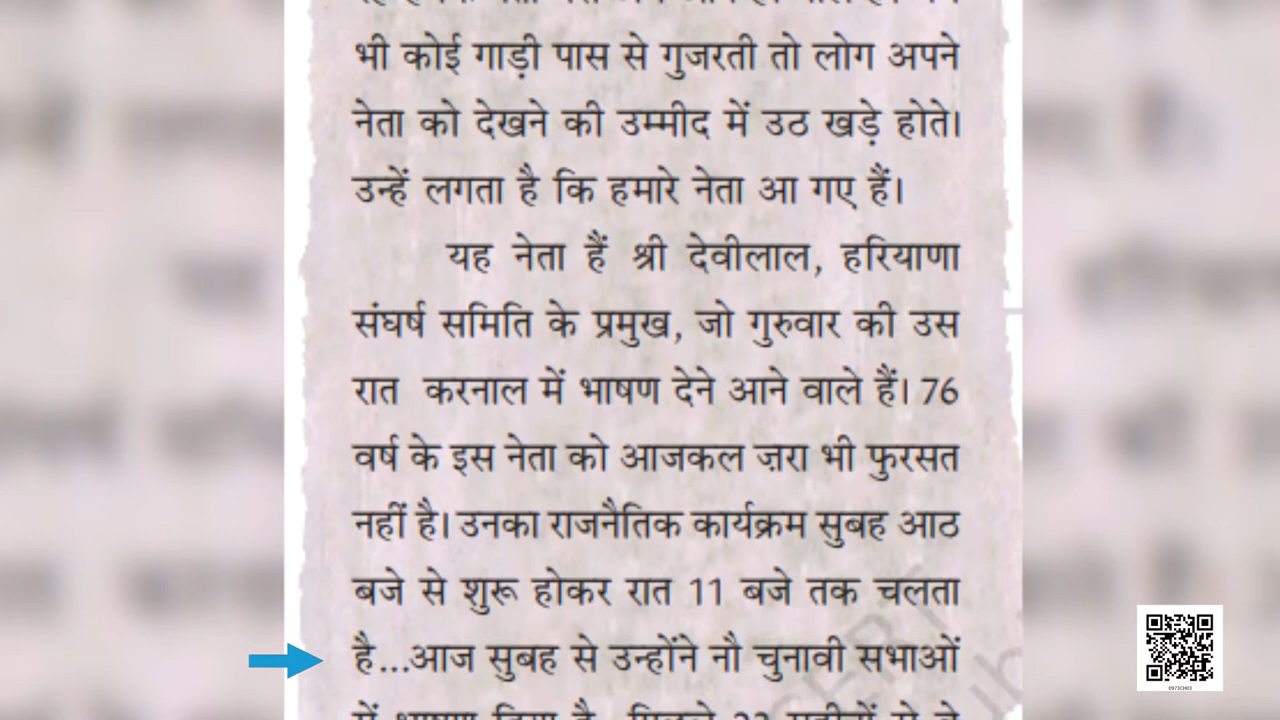 भी कोई गाड़ी पास से गुजरती तो लोग अपने
नेता को देखने की उम्मीद में उठ खड़े होते।
उन्हें लगता है कि हमारे नेता आ गए हैं।
यह नेता हैं श्री देवीलाल, हरियाणा
संघर्ष समिति के प्रमुख, जो गुरुवार की उस
रात करनाल में भाषण देने आने वाले हैं। 76
वर्ष के इस नेता को आजकल ज़रा भी फुरसत
नहीं है। उनका राजनैतिक कार्यक्रम सुबह आठ
बजे से शुरू होकर रात 11 बजे तक चलता
है...आज सुबह से उन्होंने नौ चुनावी सभाओं
0973CH03